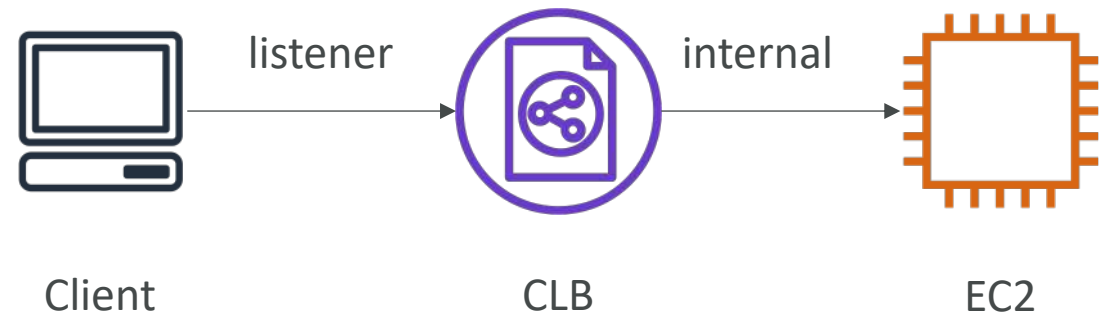 listener
internal
Client
CLB
EC2